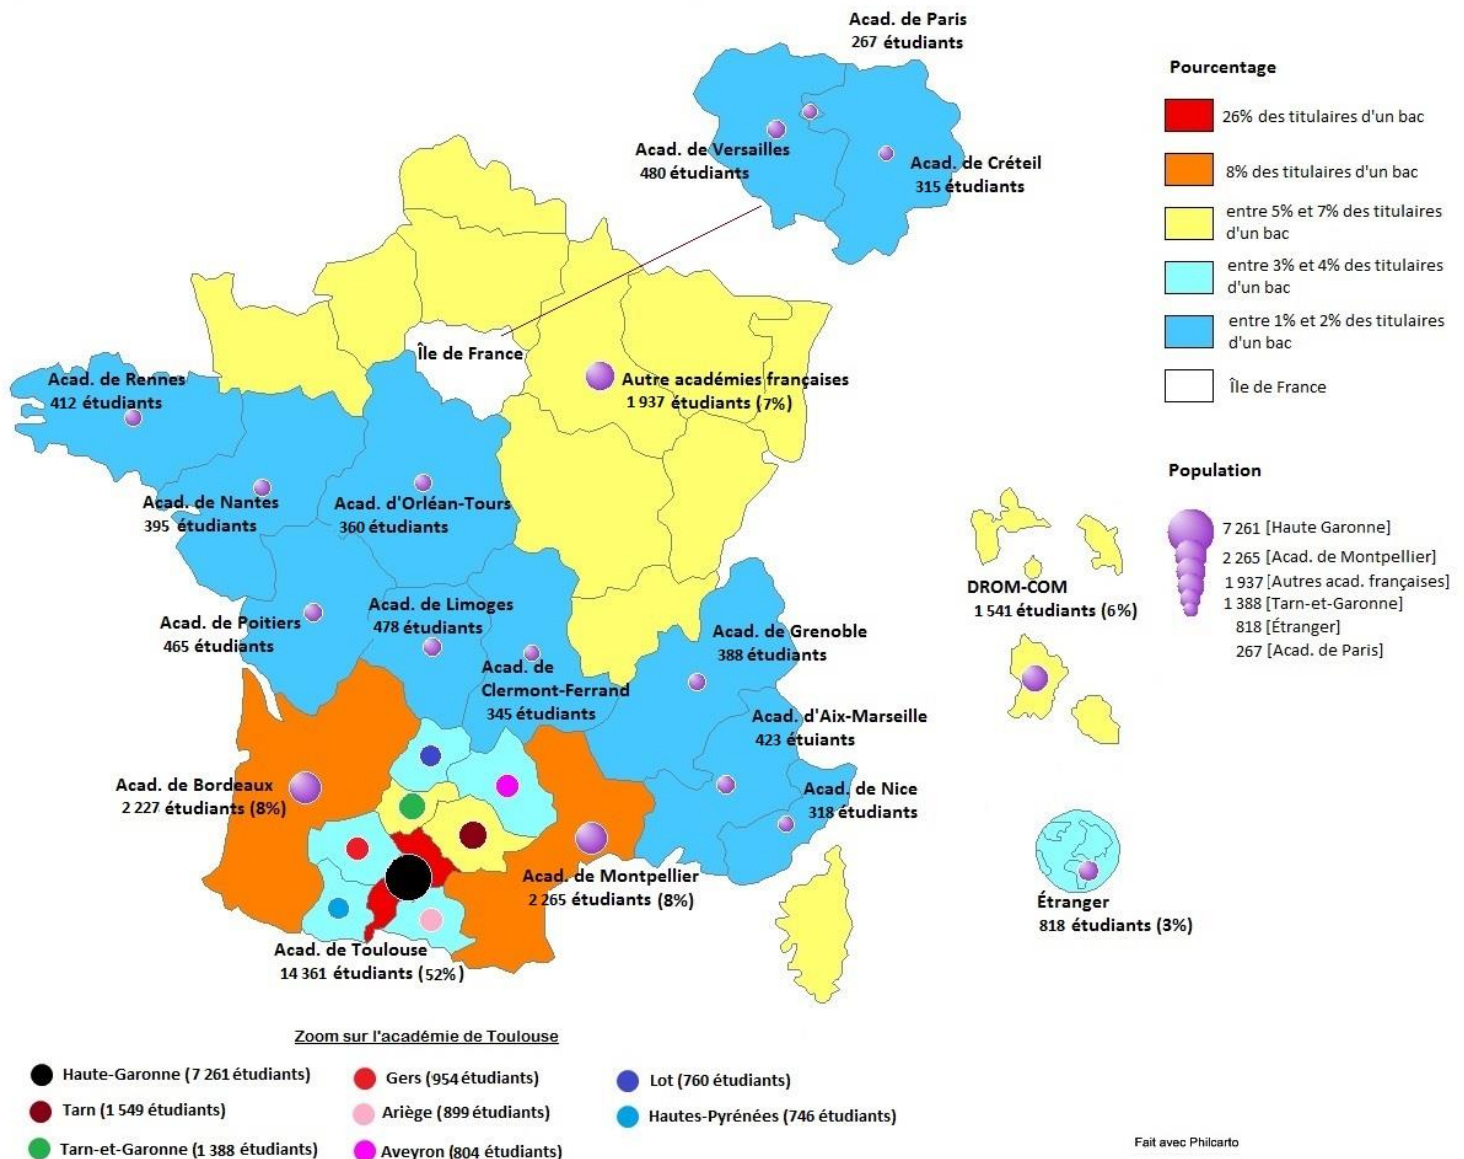 Acad. de Paris
267 étudiants
Acad. de Versailles
480 étudiants
Acad. de Créteil
315 étudiants
Île de France
Acad. de Rennes
412 étudiants
Autre académies françaises
1 937 étudiants (7%)
Acad. de Nantes
395 étudiants
Acad. d'Orléan-Tours
360 étudiants
Acad. de Poitiers
465 étudiants
Acad. de Limoges
478 étudiants
Acad. de
Clermont-Ferrand
345 étudiants
Acad. de Grenoble
388 étudiants
Acad. d'Aix-Marseille
423 étuiants
Acad. de Nice
318 étudiants
Acad. de Bordeaux
2 227 étudiants (8%)
Acad. de Montpellier
2 265 étudiants (8%)
Acad. de Toulouse
14 361 étudiants (52%)
DROM-COM
1 541 étudiants (6%)
Étranger
818 étudiants (3%)
Pourcentage
26% des titulaires d'un bac
8% des titulaires d'un bac
entre 5% et 7% des titulaires
d'un bac
entre 3% et 4% des titulaires
d'un bac
entre 1% et 2% des titulaires
d'un bac
Île de France
Population
7 261 [Haute Garonne]
2 265 [Acad. de Montpellier]
1 937 [Autres acad. françaises]
1 388 [Tarn-et-Garonne]
818 [Étranger]
267 [Acad. de Paris]
Zoom sur l'académie de Toulouse
Haute-Garonne (7 261 étudiants)
Tarn (1 549 étudiants)
Tarn-et-Garonne (1 388 étudiants)
Gers (954 étudiants)
Ariège (899 étudiants)
Aveyron (804 étudiants)
Lot (760 étudiants)
Hautes-Pyrénées (746 étudiants)
Fait avec Philcarto